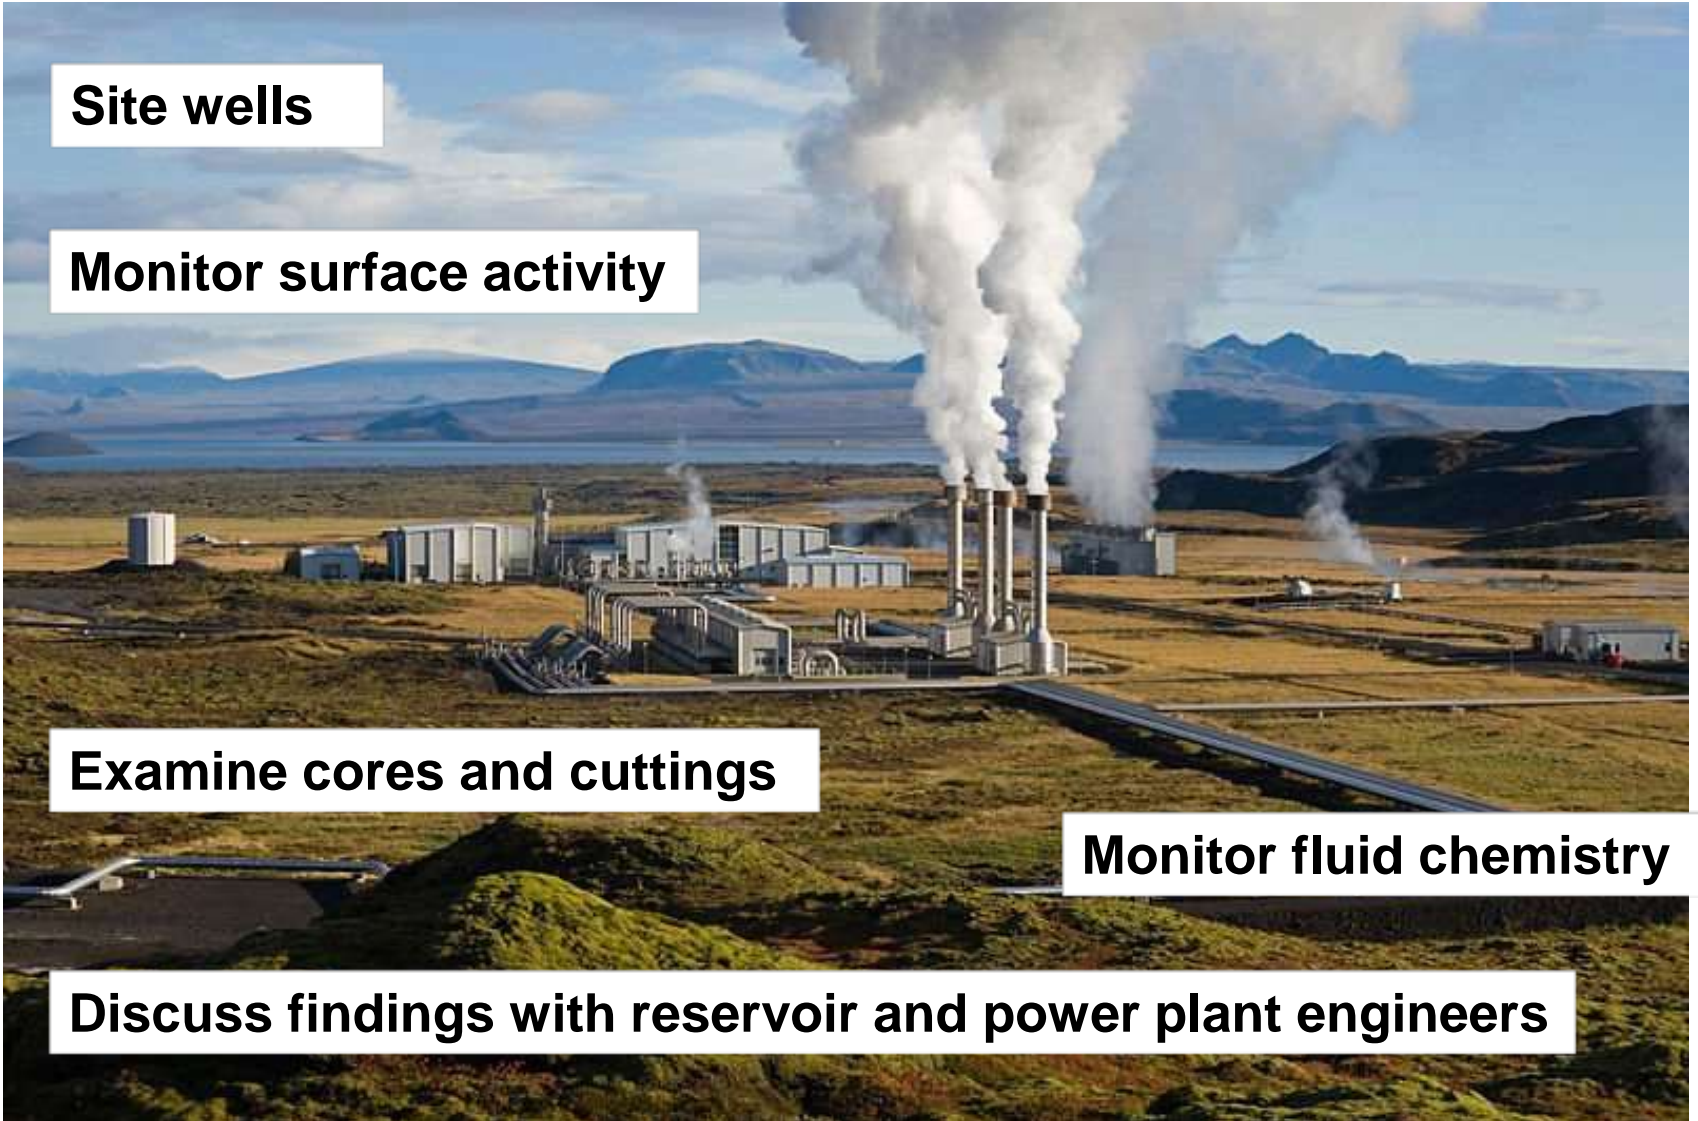 Site wells
Monitor surface activity
Examine cores and cuttings
Monitor fluid chemistry
Discuss findings with reservoir and power plant engineers